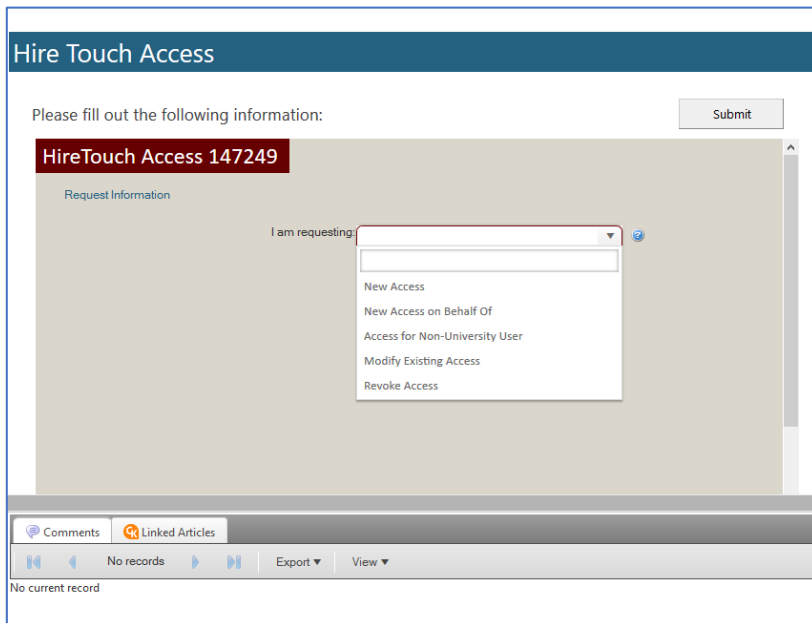 Hire Touch Access
Please fill out the following information:
Submit
HireTouch Access 147249
Request Information
I am requesting:
New Access
New Access on Behalf Of
Access for Non-University User
Modify Existing Access
Revoke Access
Comments
Linked Articles
No records
Export
View
No current record